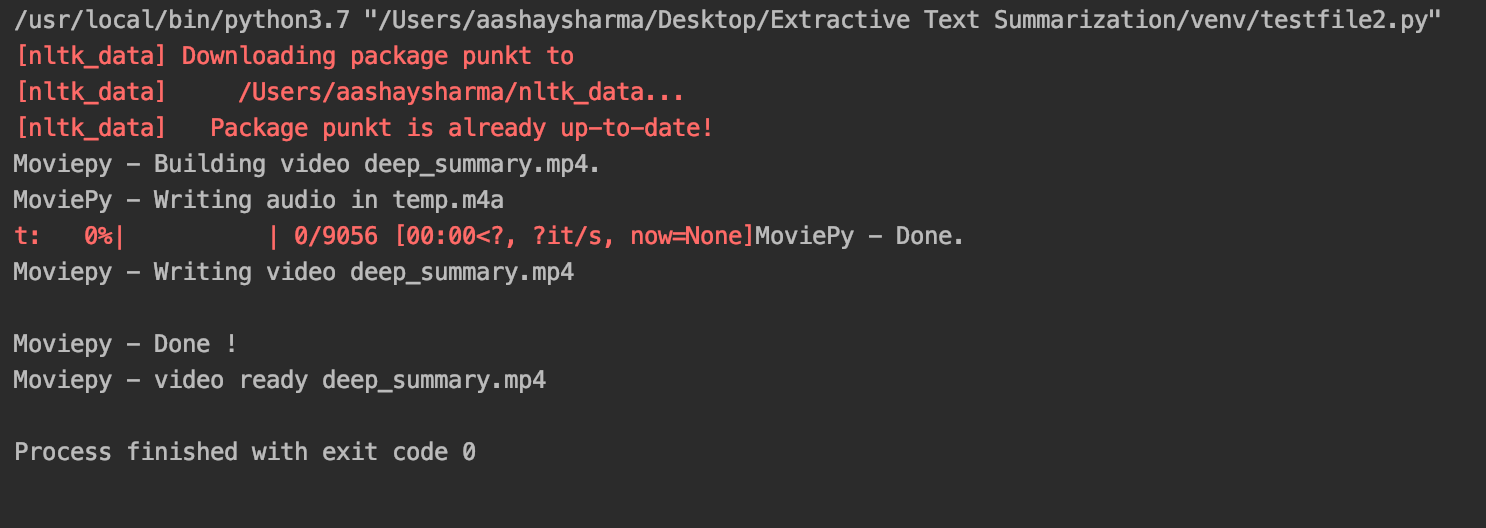 /usr/local/bin/python3.7 "/Users/aashaysharma/Desktop/Extractive Text Summarization/venv/testfile2.py"
[nltk_data] Downloading package punkt to
[nltk_data]     /Users/aashaysharma/nltk_data...
[nltk_data]   Package punkt is already up-to-date!
Moviepy - Building video deep_summary.mp4.
MoviePy - Writing audio in temp.m4a
t:   0%|          | 0/9056 [00:00<?, ?it/s, now=None]MoviePy - Done.
Moviepy - Writing video deep_summary.mp4
Moviepy - Done !
Moviepy - video ready deep_summary.mp4
Process finished with exit code 0